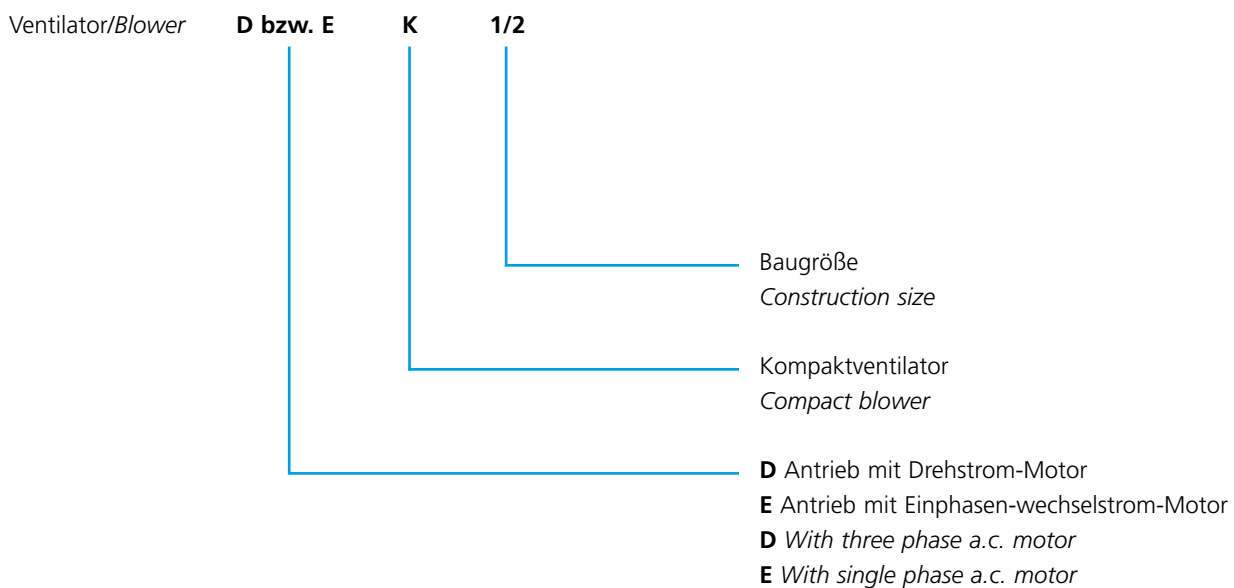 Ventilator/Blower D bzw. E K 1/2
Baugröße
Construction size
Kompaktventilator
Compact blower
D Antrieb mit Drehstrom-Motor
E Antrieb mit Einphasen-wechselstrom-Motor
D With three phase a.c. motor
E With single phase a.c. motor